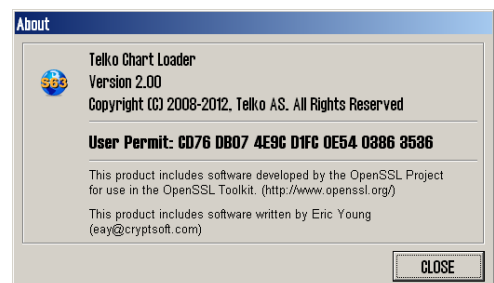 About
S63
Telko Chart Loader
Version 2.00
Copyright (C) 2008-2012, Telko AS. All Rights Reserved
User Permit: CD76 DB07 4E9C D1FC 0E54 0386 3536
This product includes software developed by the OpenSSL Project
for use in the OpenSSL Toolkit. (http://www.openssl.org/)
This product includes software written by Eric Young
(eay@cryptsoft.com)
CLOSE